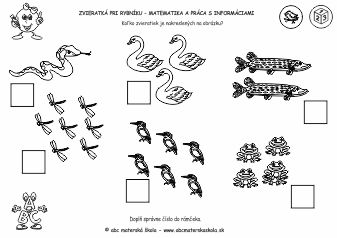 ZVIERATKÁ PRI RYBNÍKU - MATEMATIKA A PRÁCA S INFORMÁCIAMI
Koľko zvieratiek je nakreslených na obrázku?
Doplň správne číslo do rámčeka.
© abc materská škola - www.abcmaterskaskola.sk
A
B C